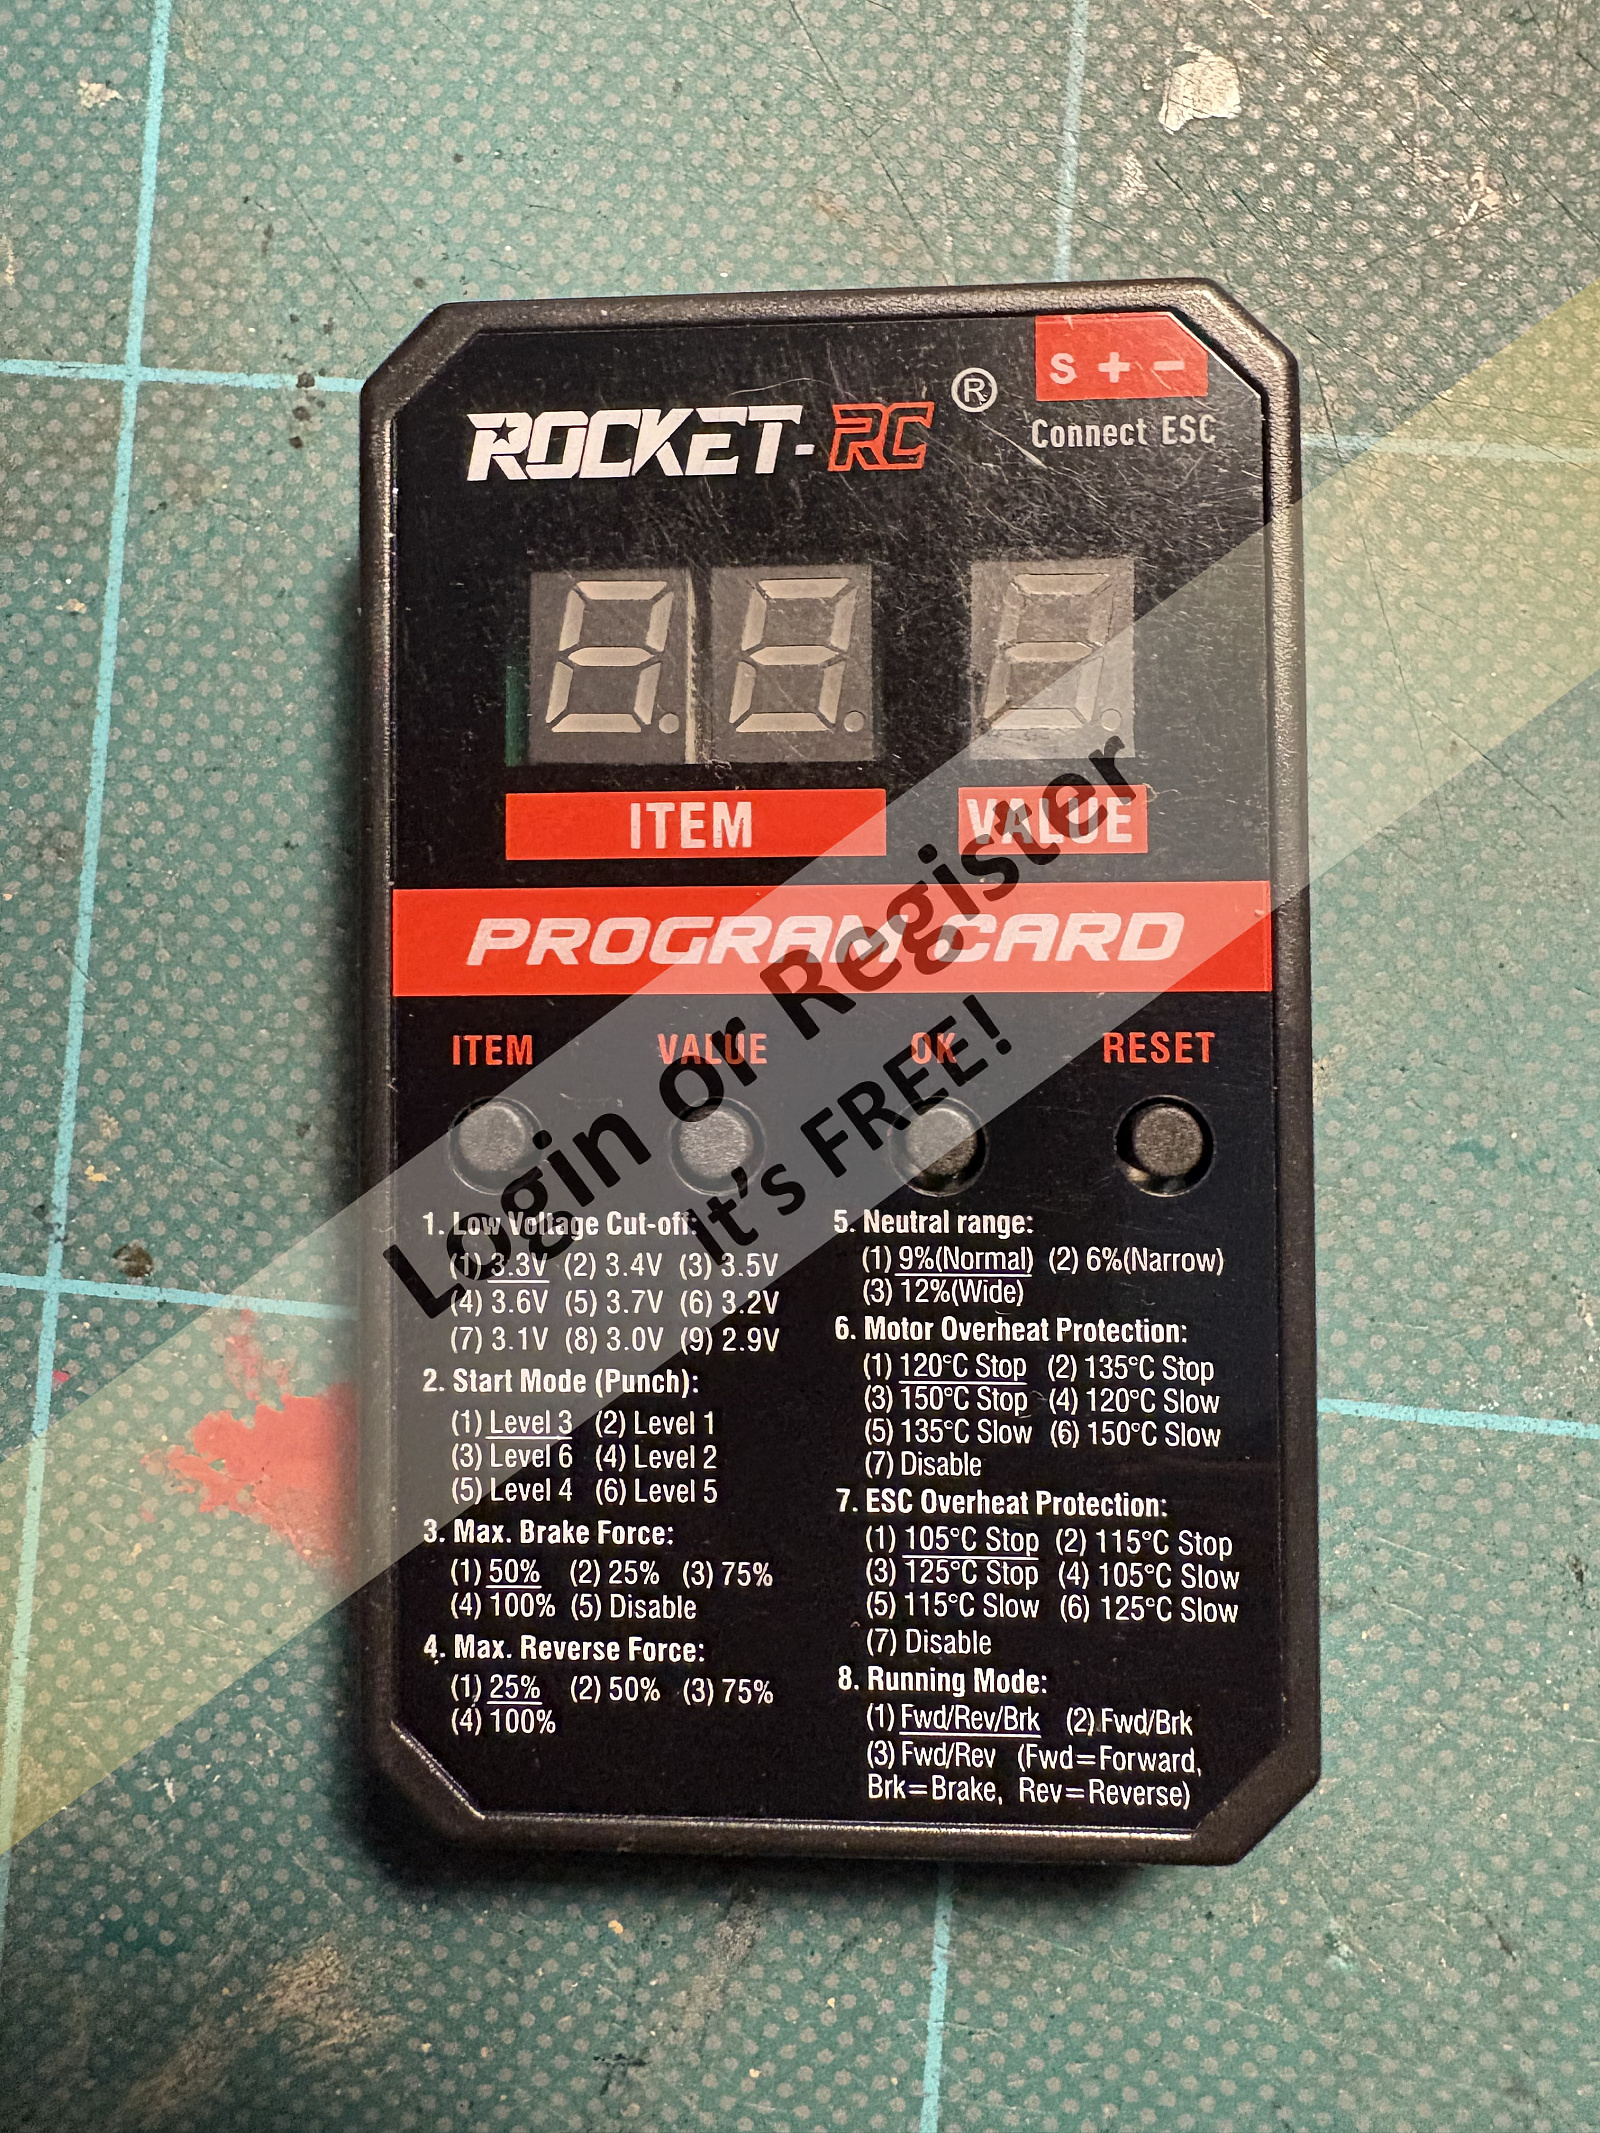 ROCKET-RC ®
S + -
Connect ESC
ITEM VALUE
PROGRAM CARD
ITEM VALUE OK RESET
1. Low Voltage Cut-off:
(1) 3.3V (2) 3.4V (3) 3.5V
(4) 3.6V (5) 3.7V (6) 3.2V
(7) 3.1V (8) 3.0V (9) 2.9V
2. Start Mode (Punch):
(1) Level 3 (2) Level 1
(3) Level 6 (4) Level 2
(5) Level 4 (6) Level 5
3. Max. Brake Force:
(1) 50% (2) 25% (3) 75%
(4) 100% (5) Disable
4. Max. Reverse Force:
(1) 25% (2) 50% (3) 75%
(4) 100%
5. Neutral range:
(1) 9%(Normal) (2) 6%(Narrow)
(3) 12%(Wide)
6. Motor Overheat Protection:
(1) 120°C Stop (2) 135°C Stop
(3) 150°C Stop (4) 120°C Slow
(5) 135°C Slow (6) 150°C Slow
(7) Disable
7. ESC Overheat Protection:
(1) 105°C Stop (2) 115°C Stop
(3) 125°C Stop (4) 105°C Slow
(5) 115°C Slow (6) 125°C Slow
(7) Disable
8. Running Mode:
(1) Fwd/Rev/Brk (2) Fwd/Brk
(3) Fwd/Rev (Fwd=Forward,
Brk=Brake, Rev=Reverse)
Login or Register
It's FREE!